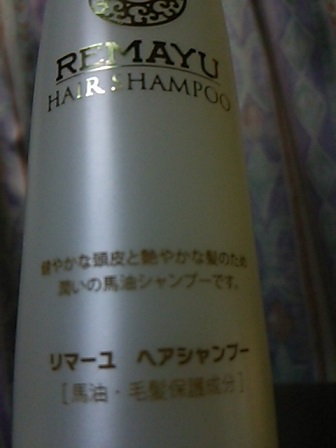 REMAYU
HAIR SHAMPOO
健やかな頭皮と艶やかな髪のため
潤いの馬油シャンプーです。
リマーユ ヘアシャンプー
[馬油・毛髪保護成分]